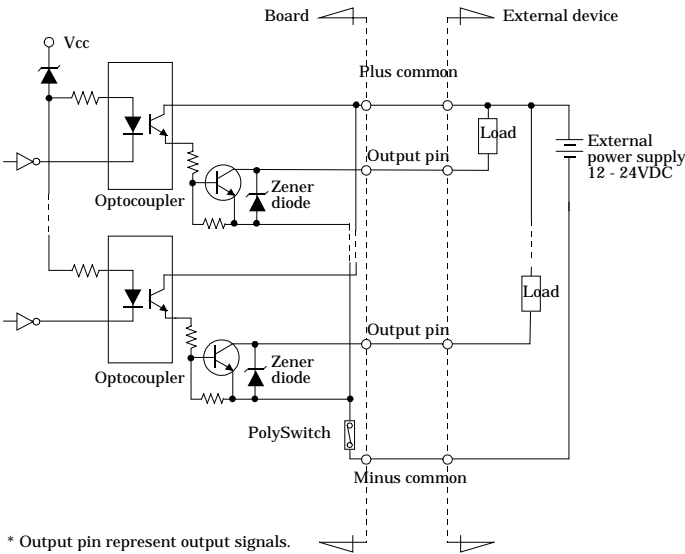 Board
External device
Vcc
Plus common
Load
External
power supply
12 - 24VDC
Output pin
Zener
diode
Optocoupler
Load
Output pin
Zener
diode
Optocoupler
PolySwitch
Minus common
* Output pin represent output signals.